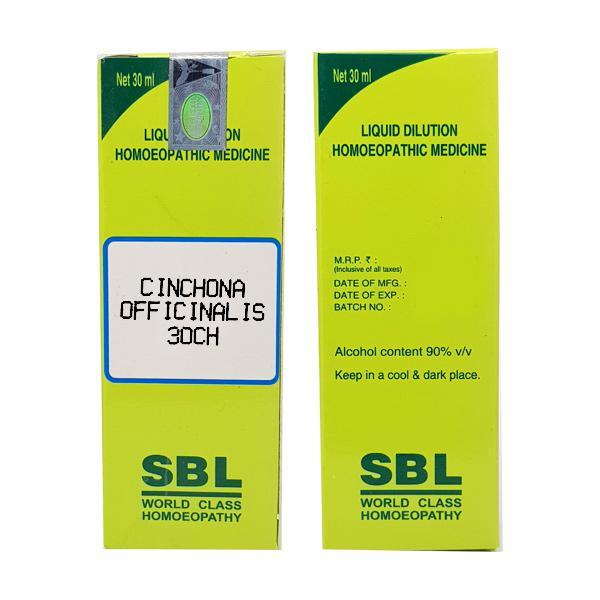 Net 30 ml
HOMOEOPATHIC MEDICINE
CINCHONA
OFFICINALIS
30CH
SBL
WORLD CLASS
HOMOEOPATHY
Net 30 ml
LIQUID DILUTION
HOMOEOPATHIC MEDICINE
M.R.P. ₹ :
(Inclusive of all taxes)
DATE OF MFG. :
DATE OF EXP. :
BATCH NO. :
Alcohol content 90% v/v
Keep in a cool & dark place.
SBL
WORLD CLASS
HOMOEOPATHY